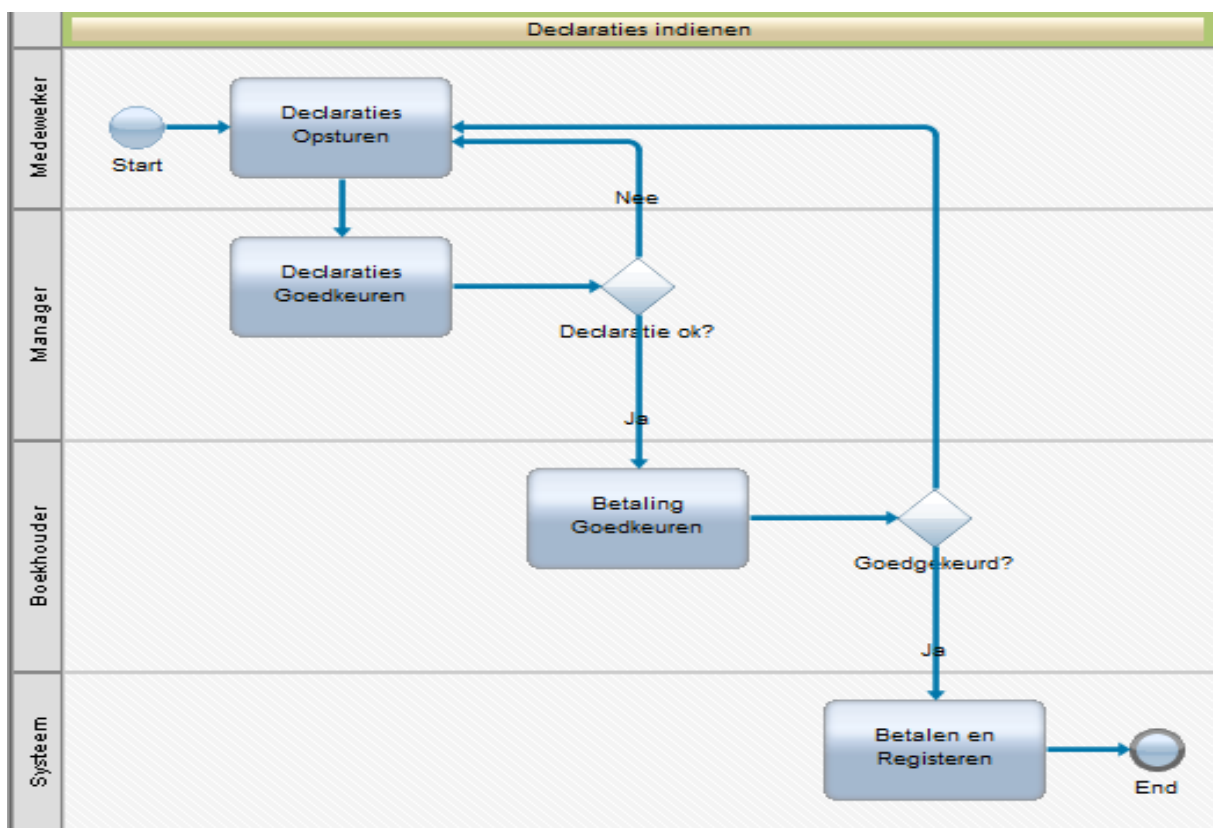 Declaraties indienen
Medewerker
Start
Declaraties
Opsturen
Nee
Manager
Declaraties
Goedkeuren
Declaratie ok?
Ja
Boekhouder
Betaling
Goedkeuren
Goedgekeurd?
Ja
Systeem
Betalen en
Registeren
End